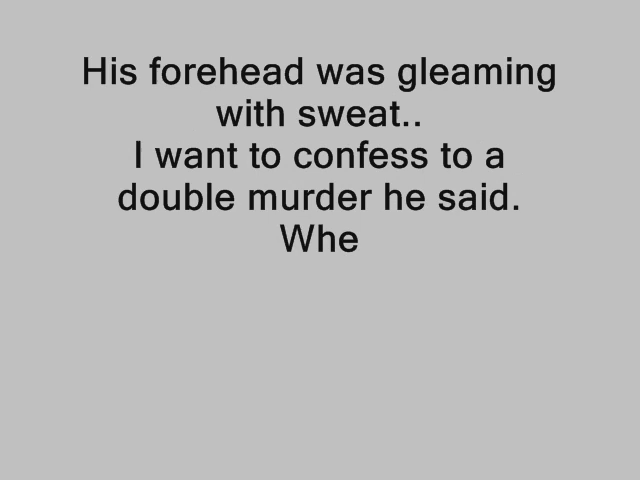 His forehead was gleaming
with sweat..
I want to confess to a
double murder he said.
Whe